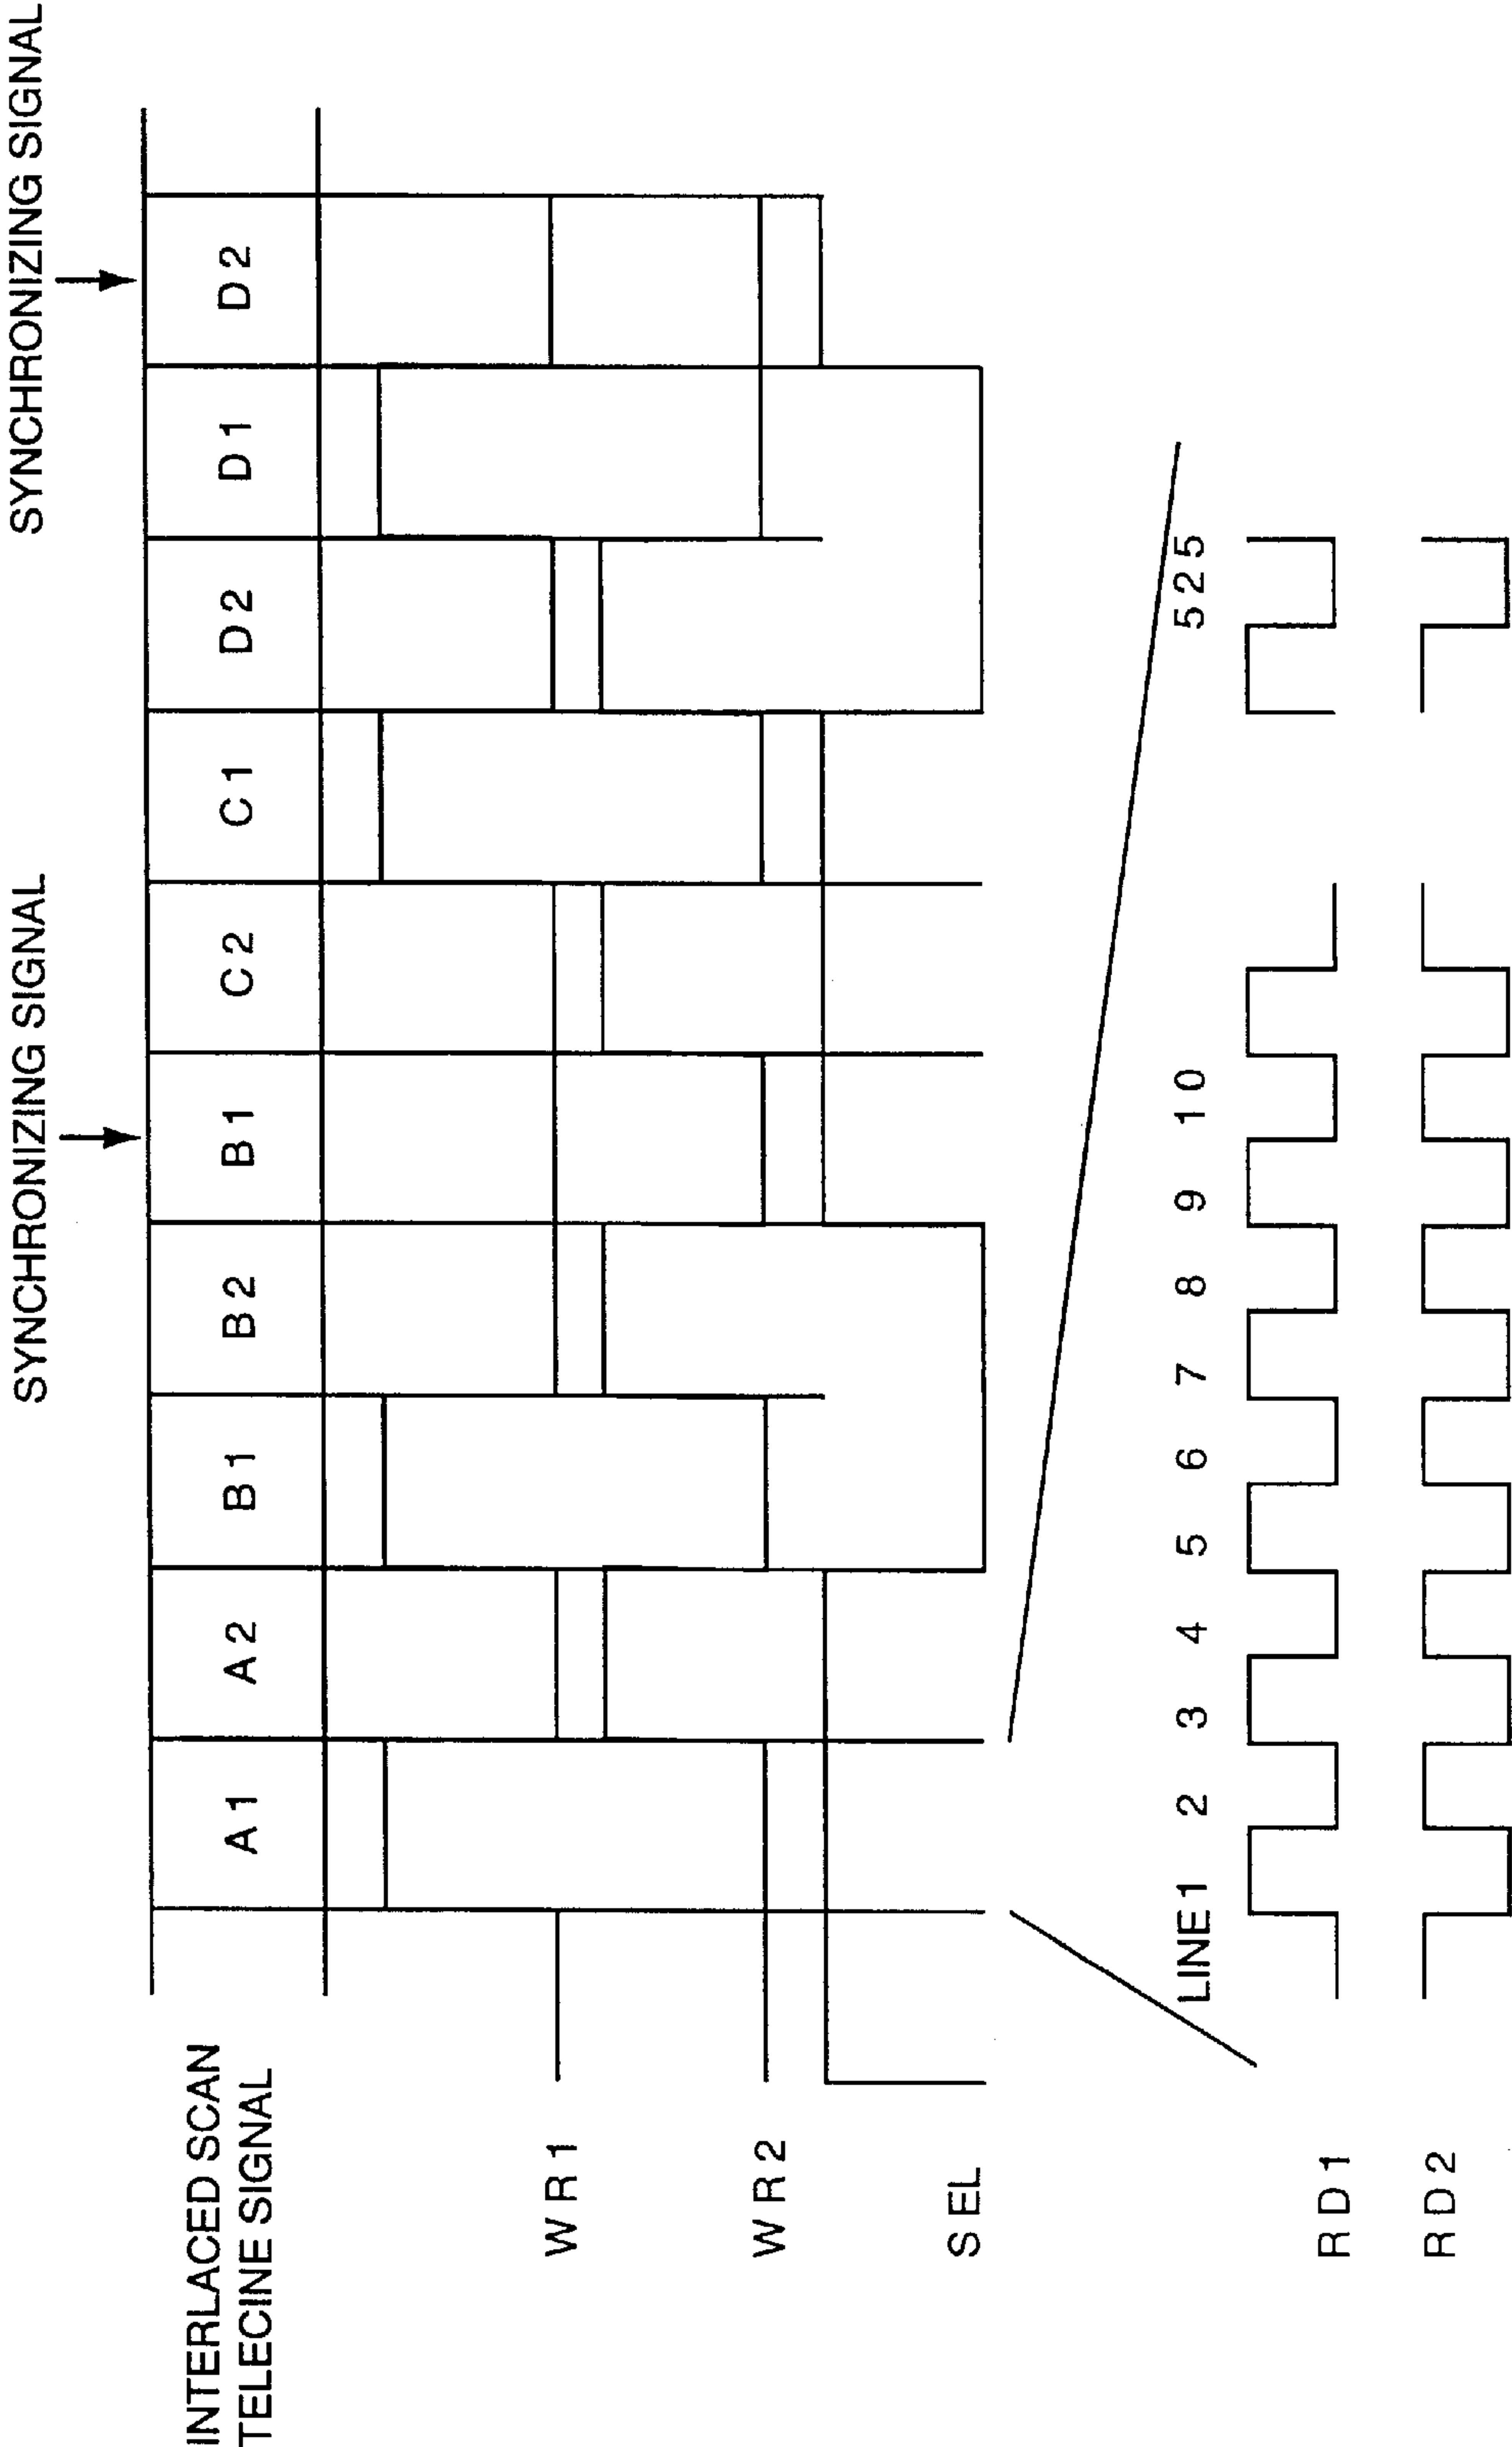 SYNCHRONIZING SIGNAL SYNCHRONIZING SIGNAL
INTERLACED SCAN
TELECINE SIGNAL
A1 A2 B1 B2 B1 C2 C1 D2 D1 D2
WR1
WR2
SEL
LINE1 2 3 4 5 6 7 8 9 10 525
RD1
RD2